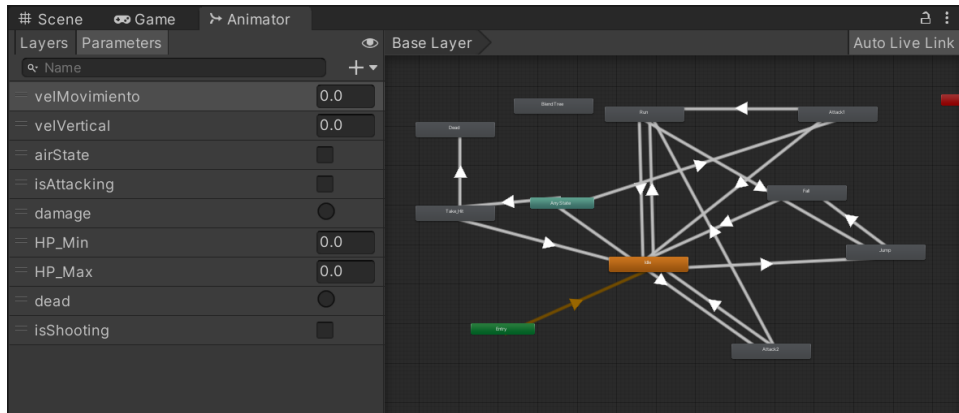 Scene Game Animator
Layers Parameters
Base Layer
Auto Live Link
Name
velMovimiento 0.0
velVertical 0.0
airState
isAttacking
damage
HP_Min 0.0
HP_Max 0.0
dead
isShooting
Blend Tree
Run
Attack1
Dead
Fall
Any State
Take_Hit
Jump
Idle
Entry
Attack2